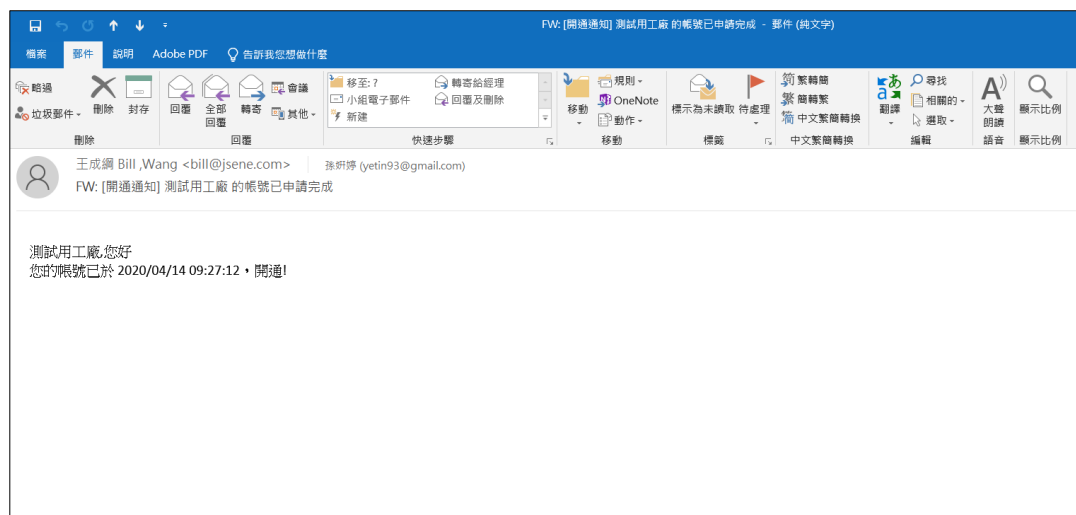 FW: [開通通知] 測試用工廠 的帳號已申請完成 - 郵件 (純文字)
檔案 郵件 說明 Adobe PDF 告訴我您想做什麼
略過
垃圾郵件
刪除 封存
刪除
回覆 全部回覆 轉寄
會議
其他
回覆
移至: ? 轉寄給經理
小組電子郵件 回覆及刪除
新建
快速步驟
移動
規則
OneNote
動作
移動
標示為未讀取 待處理
標籤
简 繁轉簡
繁 簡轉繁
简 中文繁簡轉換
中文繁簡轉換
翻譯
尋找
相關的
選取
編輯
大聲朗讀
語音
顯示比例
顯示比例
王成綱 Bill ,Wang <bill@jsene.com> 孫妍婷 (yetin93@gmail.com)
FW: [開通通知] 測試用工廠 的帳號已申請完成
測試用工廠,您好
您的帳號已於 2020/04/14 09:27:12，開通!